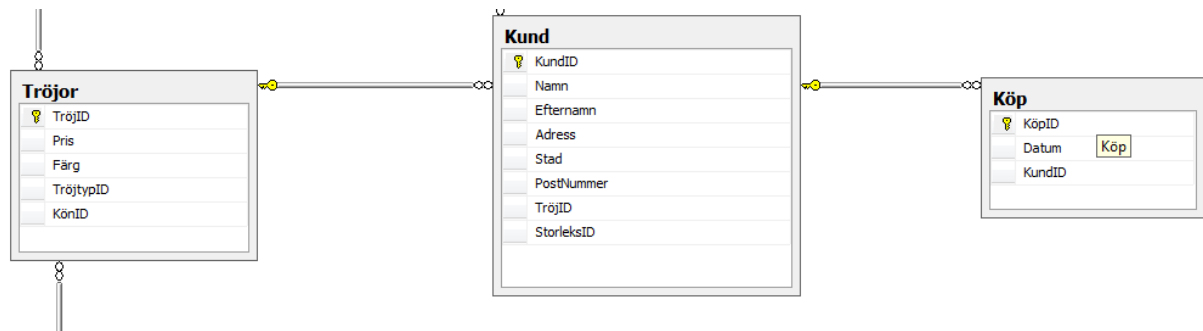 Tröjor
TröjID
Pris
Färg
TröjtypID
KönID
Kund
KundID
Namn
Efternamn
Adress
Stad
PostNummer
TröjID
StorleksID
Köp
KöpID
Datum
Köp
KundID